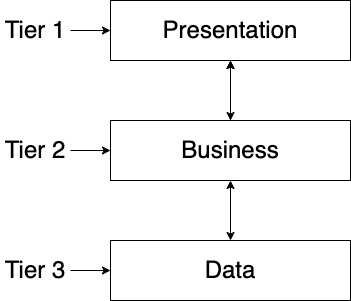 Tier 1 Presentation
Tier 2 Business
Tier 3 Data